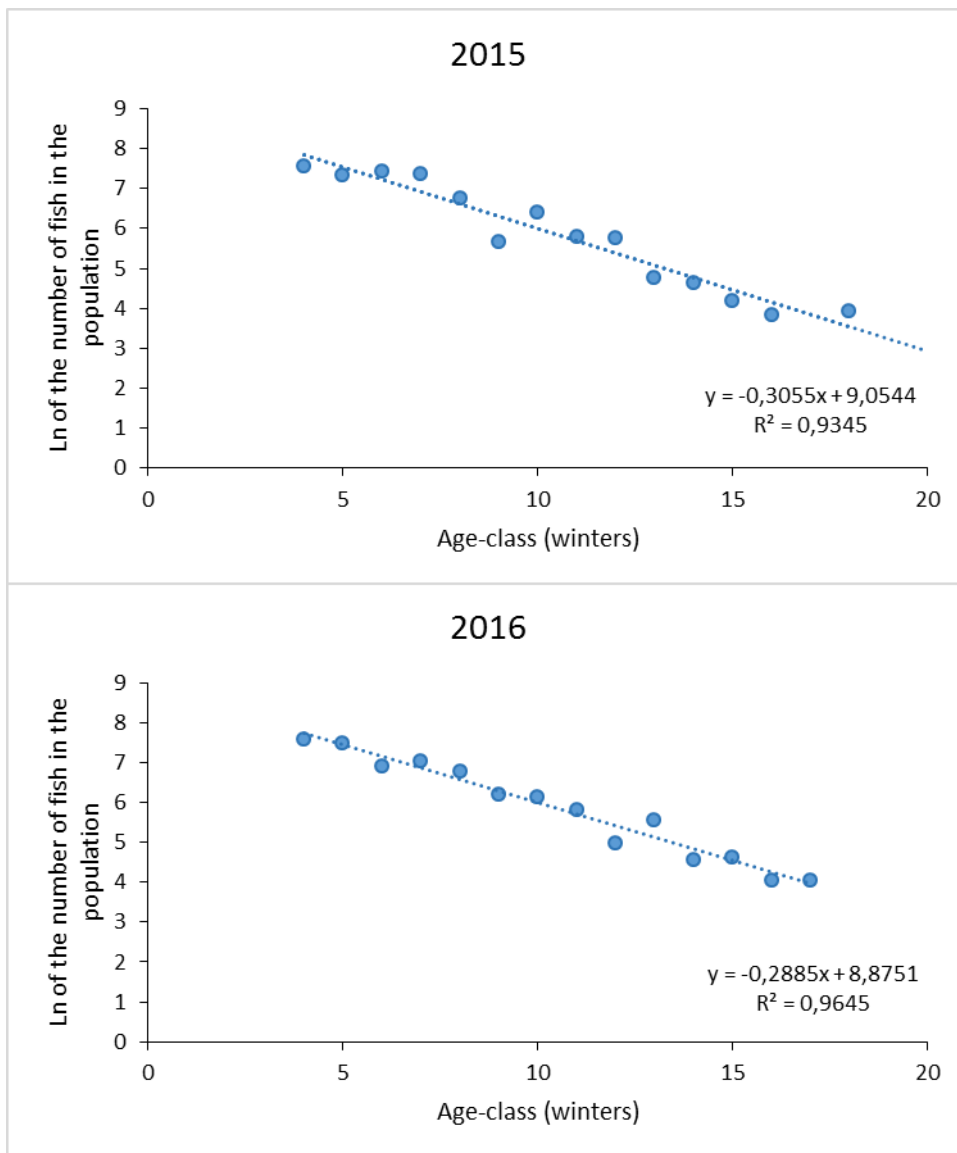 2015
Ln of the number of fish in the
population
9
8
7
6
5
4
3
2
1
0
y = -0,3055x + 9,0544
R² = 0,9345
0 5 10 15 20
Age-class (winters)
2016
Ln of the number of fish in the
population
9
8
7
6
5
4
3
2
1
0
y = -0,2885x + 8,8751
R² = 0,9645
0 5 10 15 20
Age-class (winters)